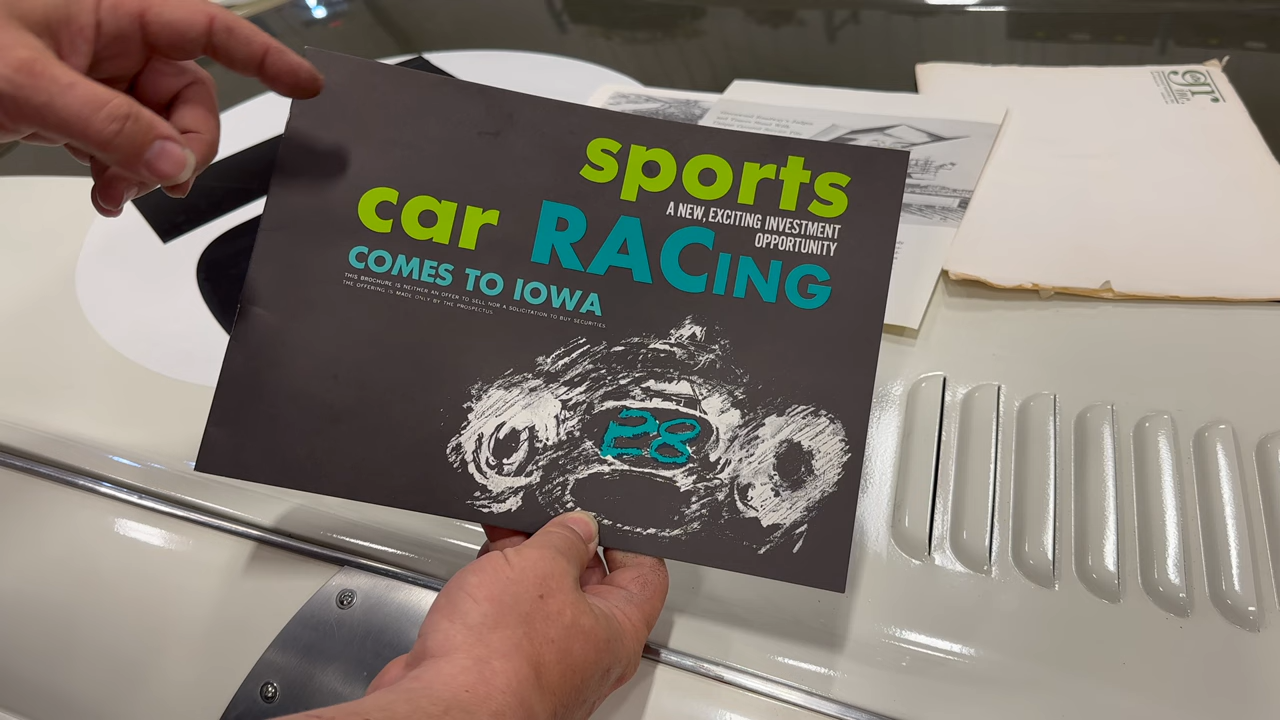 sports
A NEW, EXCITING INVESTMENT
OPPORTUNITY
car RACING
COMES TO IOWA
THIS BROCHURE IS NEITHER AN OFFER TO SELL NOR A SOLICITATION TO BUY SECURITIES
THE OFFERING IS MADE ONLY BY THE PROSPECTUS
28